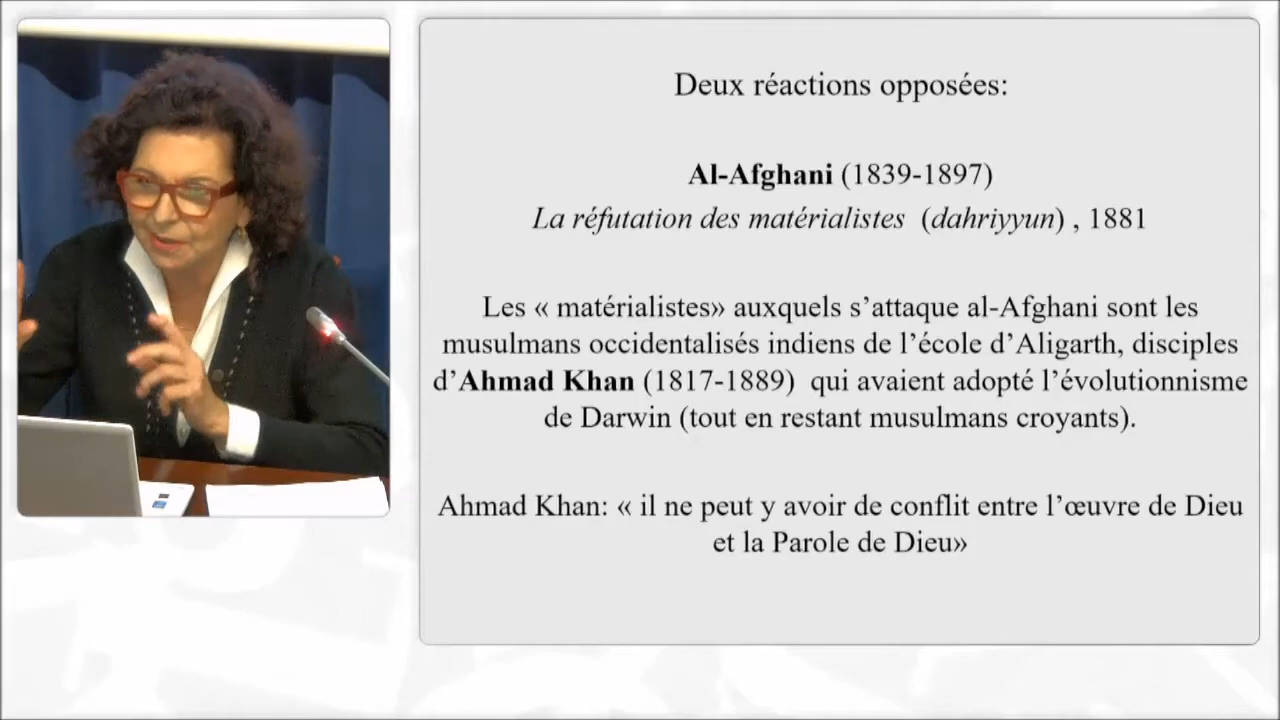 Deux réactions opposées:
Al-Afghani (1839-1897)
La réfutation des matérialistes (dahriyyun) , 1881
Les « matérialistes» auxquels s’attaque al-Afghani sont les
musulmans occidentalisés indiens de l’école d’Aligarth, disciples
d’Ahmad Khan (1817-1889) qui avaient adopté l’évolutionnisme
de Darwin (tout en restant musulmans croyants).
Ahmad Khan: « il ne peut y avoir de conflit entre l’œuvre de Dieu
et la Parole de Dieu»